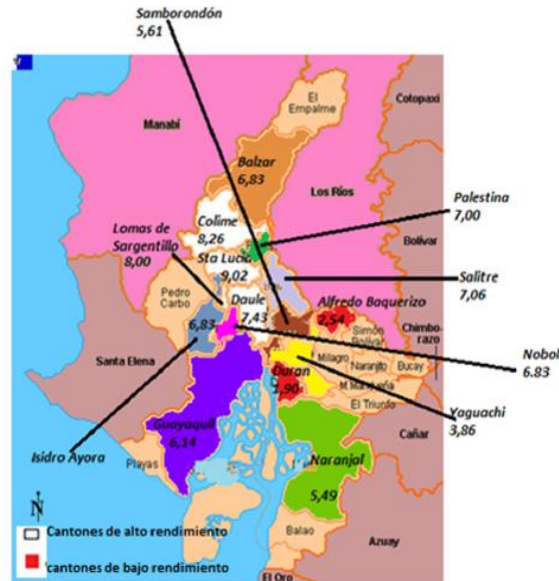 Samborondón
5,61
El
Empalme
Cotopaxi
Manabí
Balzar
6,83
Los Ríos
Palestina
7,00
Colime
8,26
Bolívar
Lomas de
Sargentillo
8,00
Sta Lucía
9,02
Salitre
7,06
Pedro
Carbo
Daule
7,43
Alfredo Baquerizo
2,54
Simón
Bolívar
Chimbo-
razo
6,83
Nobol
6.83
Milagro
Naranjito
Bucay
Santa Elena
Duran
1,90
El Triunfo
Yaguachi
3,86
Guayaquil
6,14
Cañar
Isidro Ayora
Playas
Naranjal
5,49
N
Cantones de alto rendimiento
Balao
Azuay
cantones de bajo rendimiento
El Oro